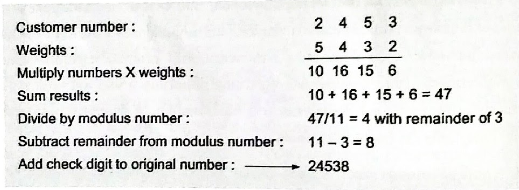 Customer number : 2 4 5 3
Weights : 5 4 3 2
Multiply numbers X weights : 10 16 15 6
Sum results : 10 + 16 + 15 + 6 = 47
Divide by modulus number : 47/11 = 4 with remainder of 3
Subtract remainder from modulus number : 11 – 3 = 8
Add check digit to original number : 24538